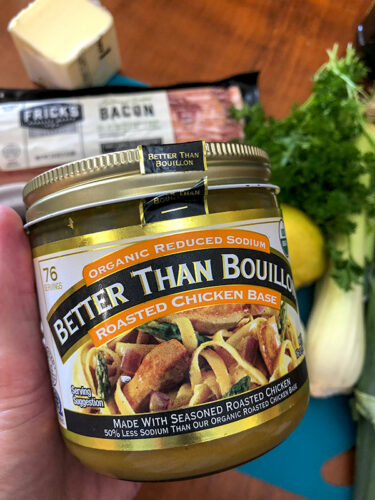 FRICK'S
BACON
BETTER THAN
BOUILLON
76
SERVINGS
ORGANIC REDUCED SODIUM
BETTER THAN BOUILLON
ROASTED CHICKEN BASE
Serving
Suggestion
MADE WITH SEASONED ROASTED CHICKEN
50% LESS SODIUM THAN OUR ORGANIC ROASTED CHICKEN BASE